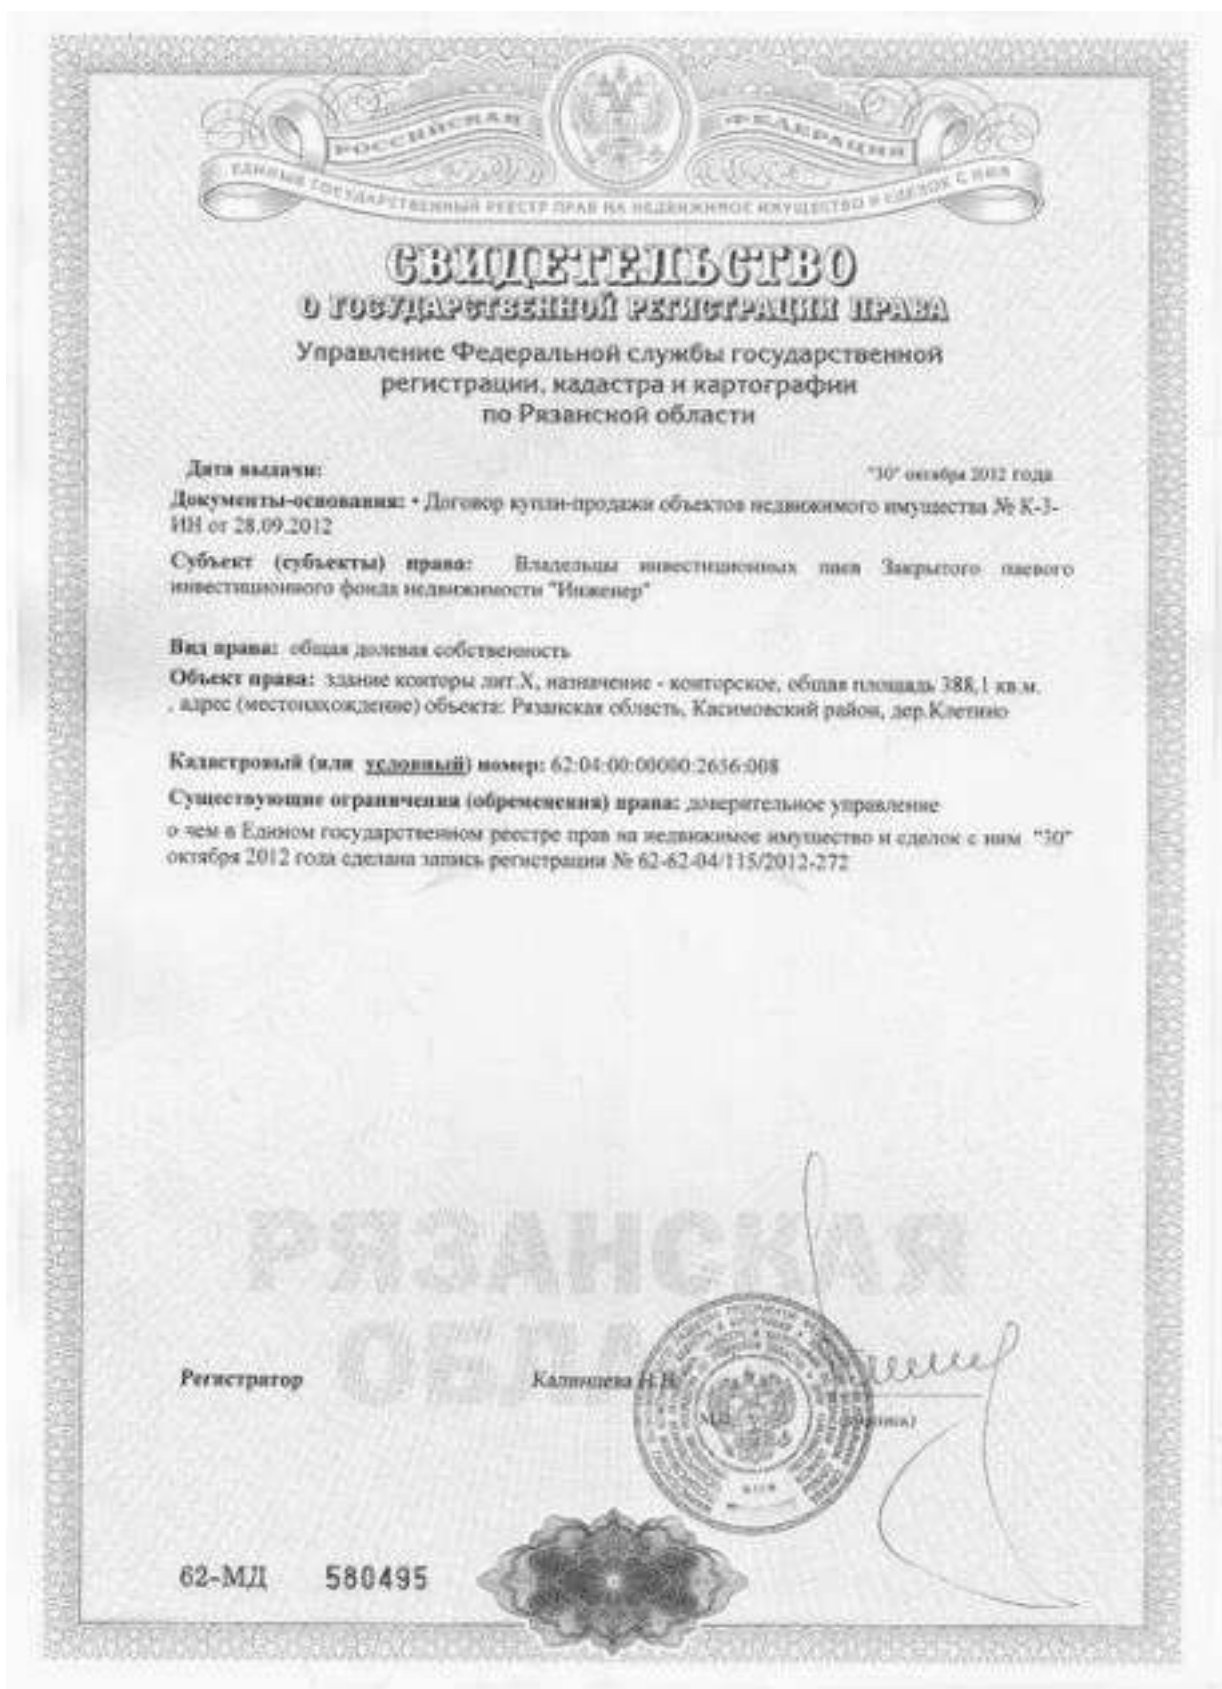 РОССИЙСКАЯ ФЕДЕРАЦИЯ
ЕДИНЫЙ ГОСУДАРСТВЕННЫЙ РЕЕСТР ПРАВ НА НЕДВИЖИМОЕ ИМУЩЕСТВО И СДЕЛОК С НИМ
СВИДЕТЕЛЬСТВО
О ГОСУДАРСТВЕННОЙ РЕГИСТРАЦИИ ПРАВА
Управление Федеральной службы государственной
регистрации, кадастра и картографии
по Рязанской области
Дата выдачи: "30" октября 2012 года
Документы-основания: • Договор купли-продажи объектов недвижимого имущества № К-3-
ИН от 28.09.2012
Субъект (субъекты) права: Владельцы инвестиционных паев Закрытого паевого
инвестиционного фонда недвижимости "Инженер"
Вид права: общая долевая собственность
Объект права: здание конторы лит.Х, назначение - конторское, общая площадь 388,1 кв.м.
, адрес (местонахождение) объекта: Рязанская область, Касимовский район, дер.Клетино
Кадастровый (или условный) номер: 62:04:00:00000:2656:008
Существующие ограничения (обременения) права: доверительное управление
о чем в Едином государственном реестре прав на недвижимое имущество и сделок с ним "30"
октября 2012 года сделана запись регистрации № 62-62-04/115/2012-272
РЯЗАНСКАЯ
Регистратор Калинцева Н.В.
М.П.
62-МД 580495